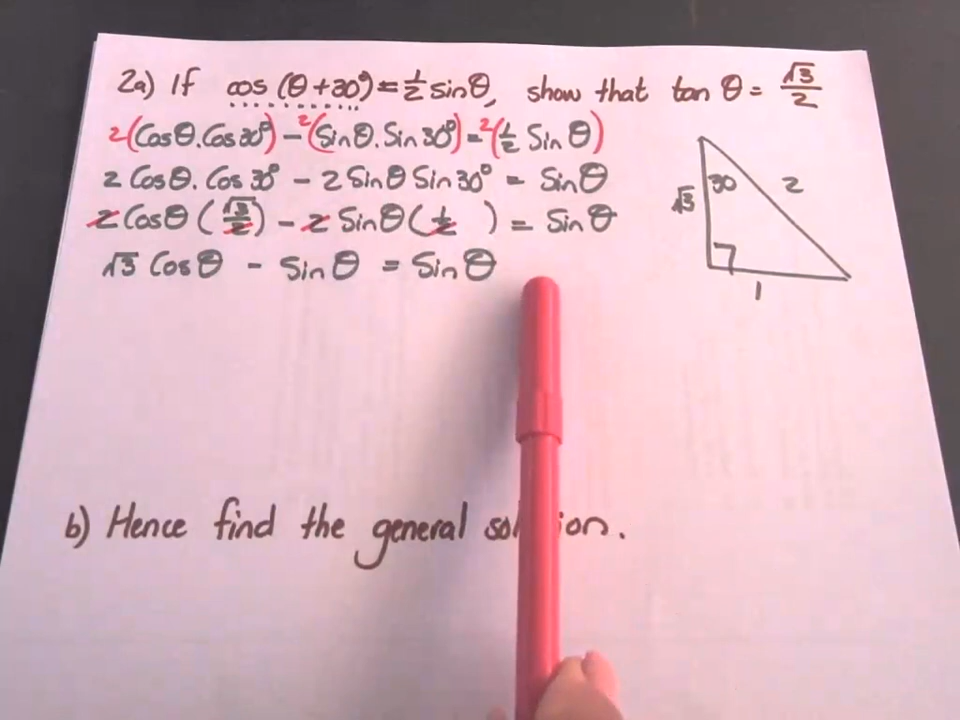 2a) If cos (θ+30°)=½ sinθ, show that tan θ = √3/2
2(Cosθ.Cos30°) - 2(Sinθ.Sin30°) = 2(½ Sinθ)
2 Cosθ. Cos30° - 2 Sinθ Sin30° = Sinθ
2 Cosθ (√3/2) - 2 Sinθ (½) = Sinθ
√3 Cosθ - Sinθ = Sinθ
30
2
√3
1
b) Hence find the general